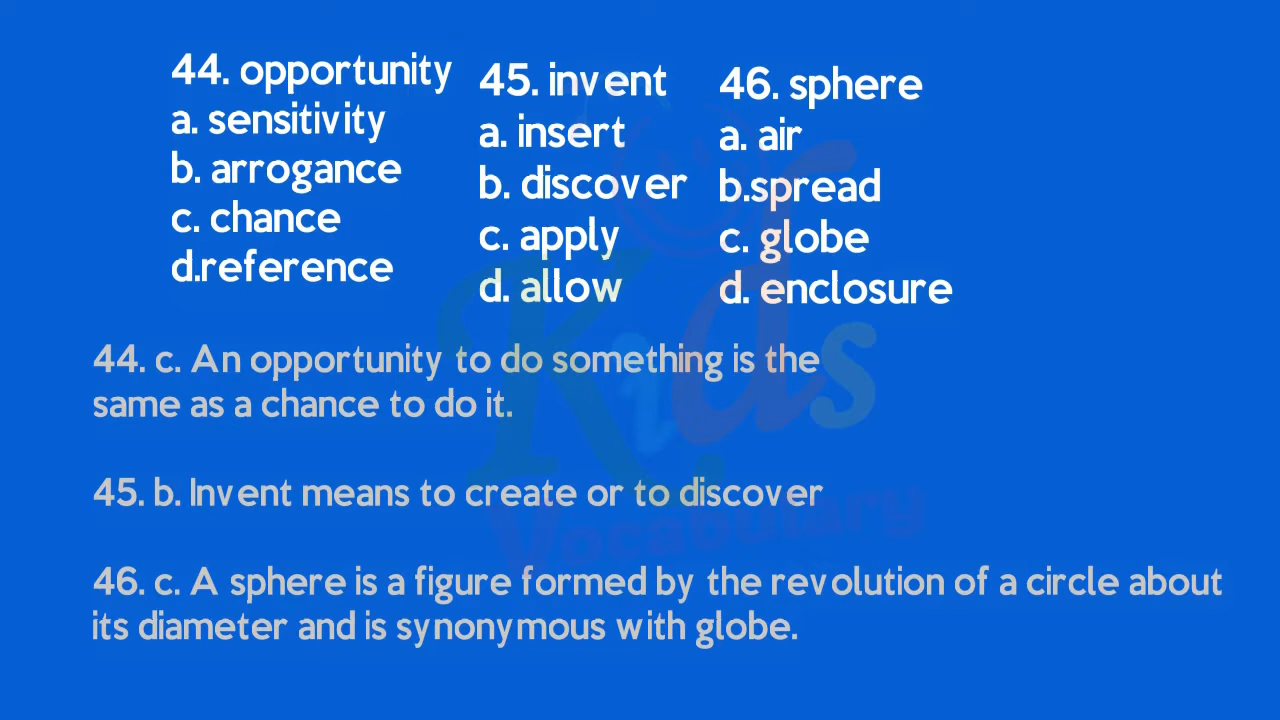 44. opportunity
a. sensitivity
b. arrogance
c. chance
d.reference
45. invent
a. insert
b. discover
c. apply
d. allow
46. sphere
a. air
b.spread
c. globe
d. enclosure
44. c. An opportunity to do something is the
same as a chance to do it.
45. b. Invent means to create or to discover
46. c. A sphere is a figure formed by the revolution of a circle about
its diameter and is synonymous with globe.
Kids
Vocabulary